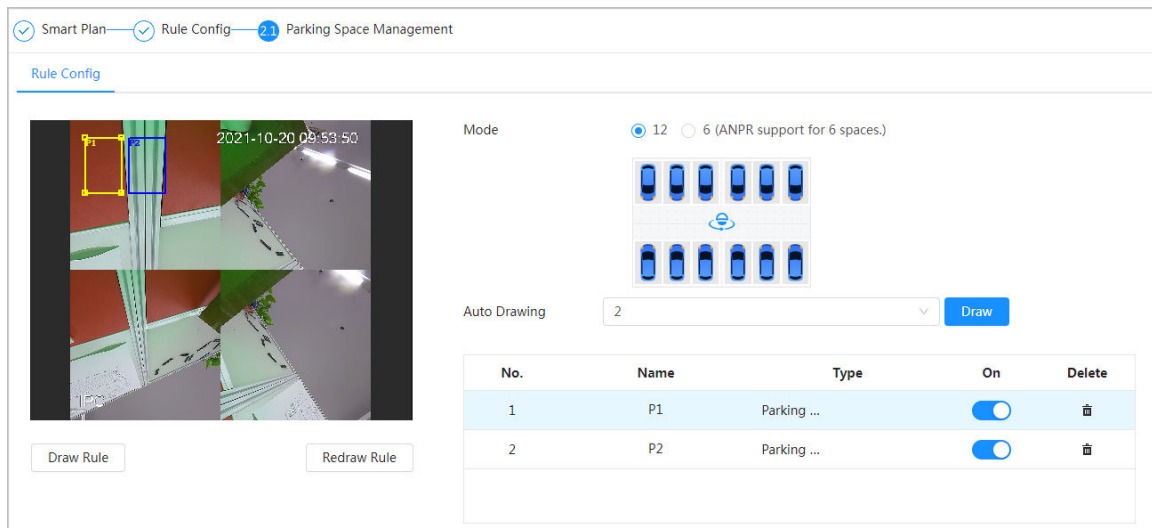 Smart Plan Rule Config 2.1 Parking Space Management
Rule Config
2021-10-20 09:53:50
P1 P2
IPC
Draw Rule Redraw Rule
Mode 12 6 (ANPR support for 6 spaces.)
Auto Drawing 2 Draw
No. Name Type On Delete
1 P1 Parking ...
2 P2 Parking ...